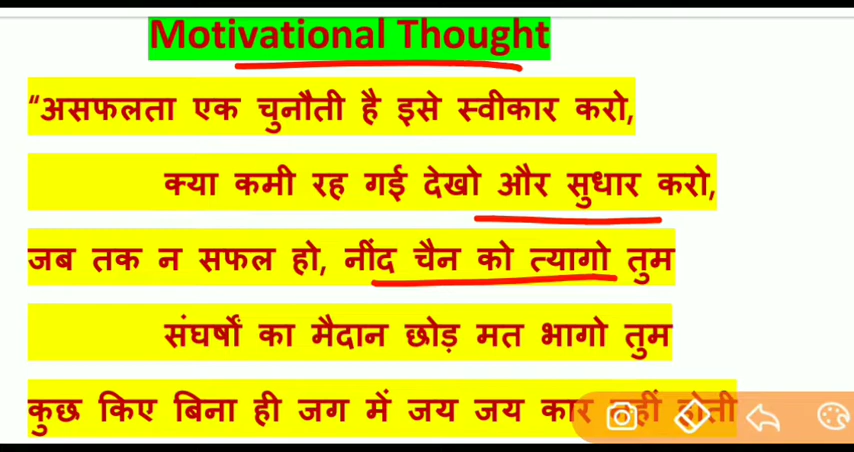 Motivational Thought
“असफलता एक चुनौती है इसे स्वीकार करो,
क्या कमी रह गई देखो और सुधार करो,
जब तक न सफल हो, नींद चैन को त्यागो तुम
संघर्षों का मैदान छोड़ मत भागो तुम
कुछ किए बिना ही जग में जय जय कार नहीं होती